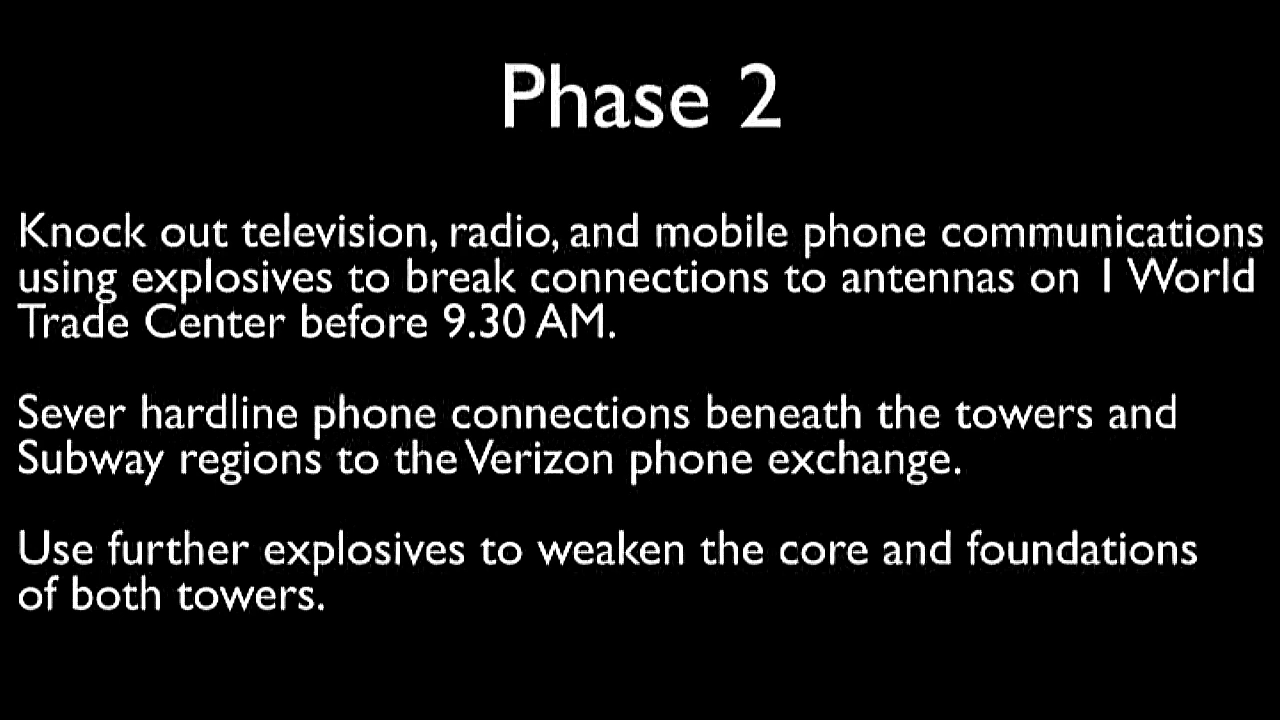 Phase 2
Knock out television, radio, and mobile phone communications
using explosives to break connections to antennas on 1 World
Trade Center before 9.30 AM.
Sever hardline phone connections beneath the towers and
Subway regions to the Verizon phone exchange.
Use further explosives to weaken the core and foundations
of both towers.